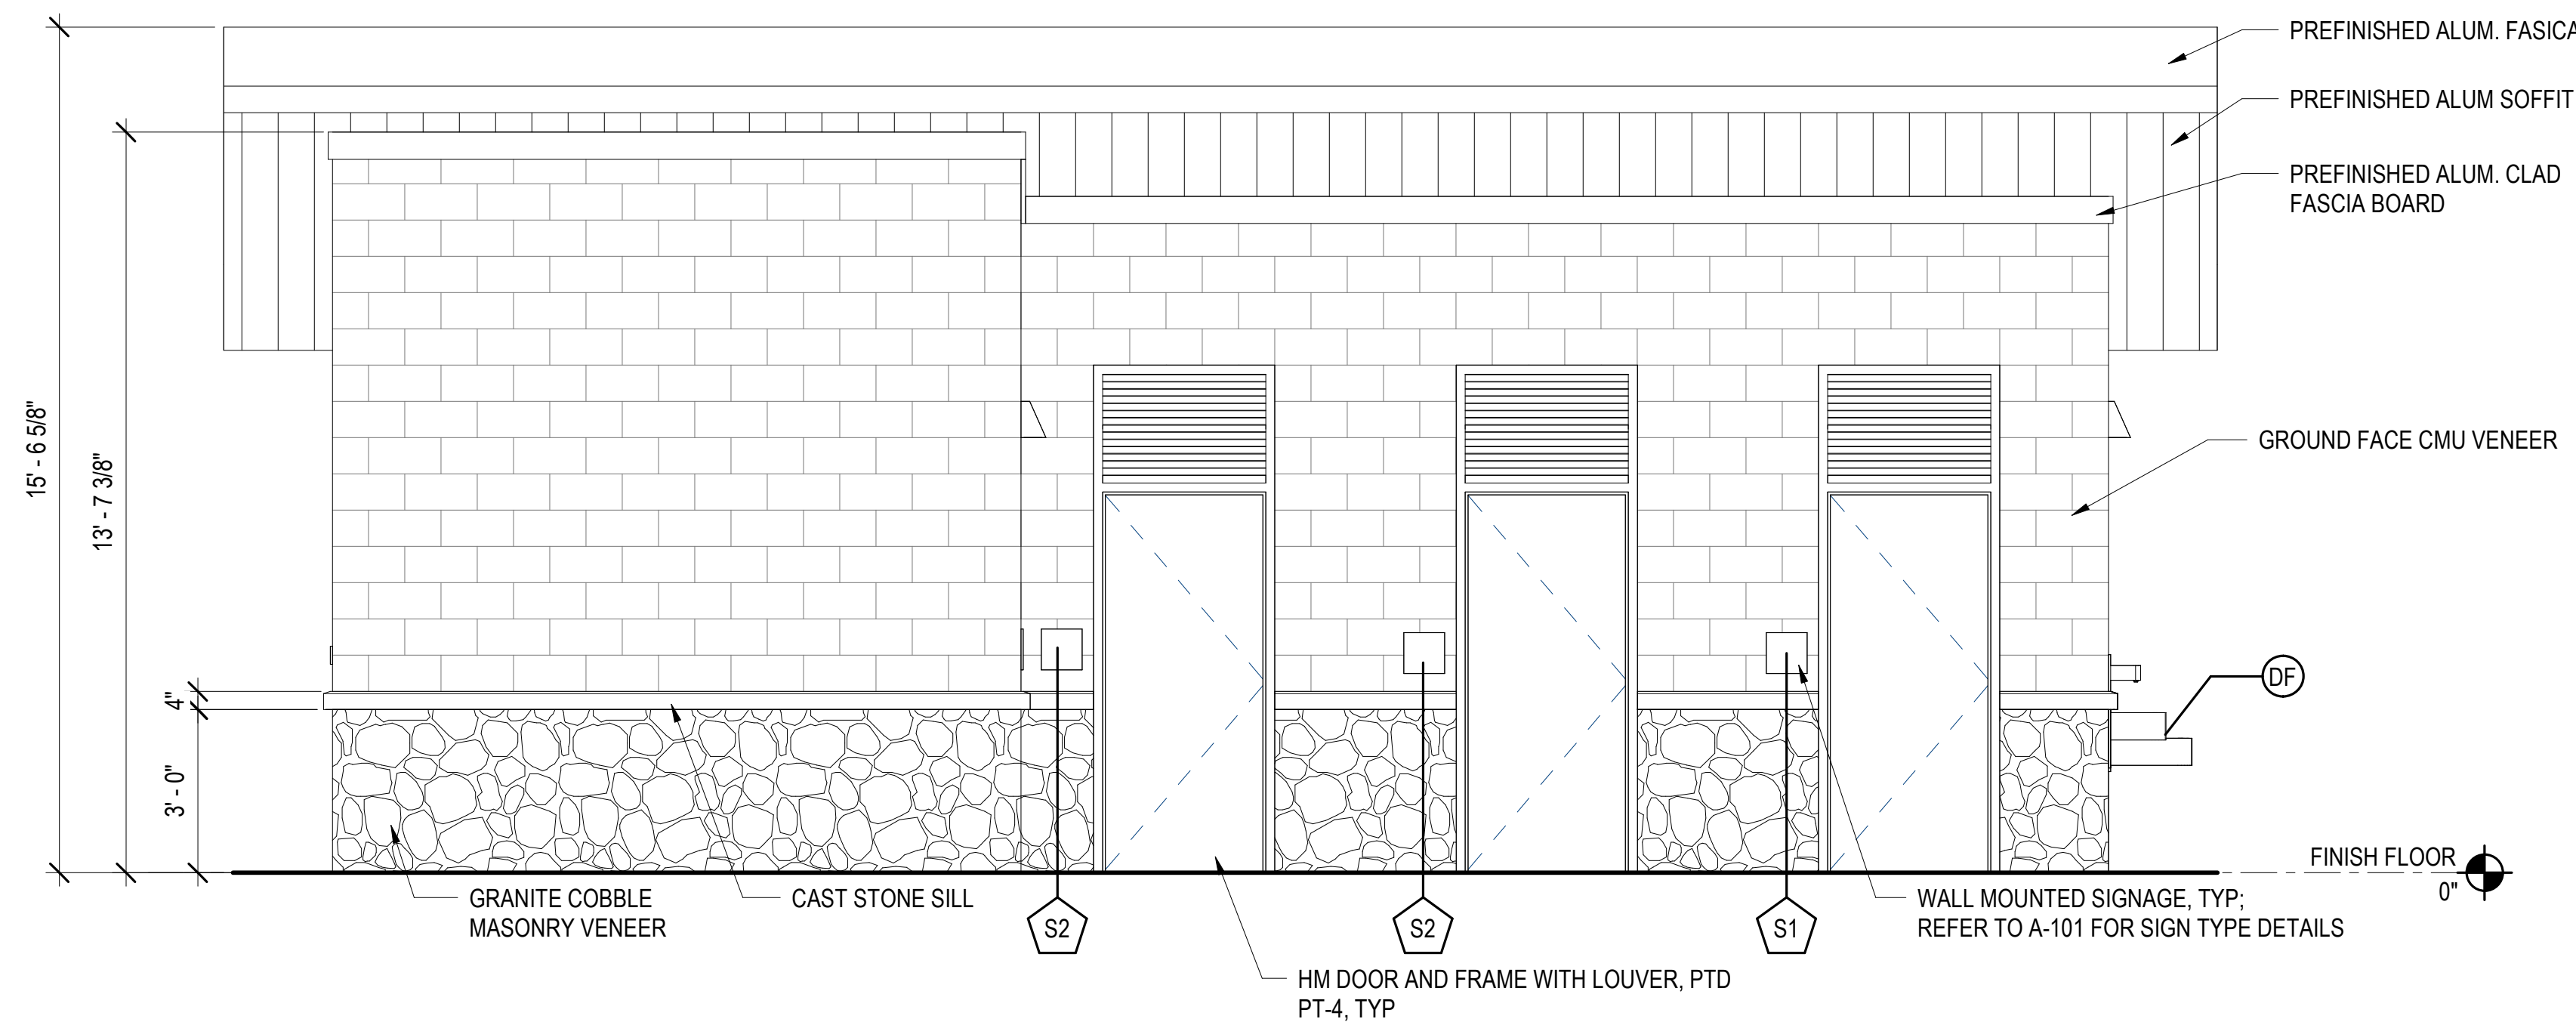 PREFINISHED ALUM. FASICA
PREFINISHED ALUM SOFFIT
PREFINISHED ALUM. CLAD
FASCIA BOARD
15' - 6 5/8"
13' - 7 3/8"
GROUND FACE CMU VENEER
4"
3' - 0"
DF
FINISH FLOOR
0"
GRANITE COBBLE
MASONRY VENEER
CAST STONE SILL
S2
S2
S1
WALL MOUNTED SIGNAGE, TYP;
REFER TO A-101 FOR SIGN TYPE DETAILS
HM DOOR AND FRAME WITH LOUVER, PTD
PT-4, TYP